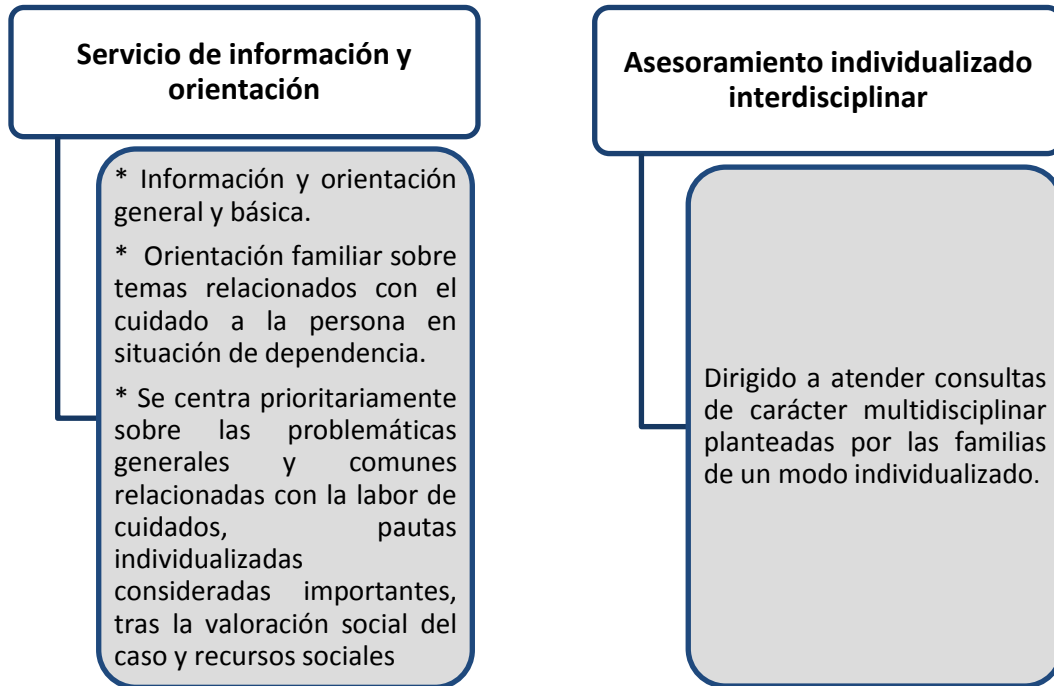 Servicio de información y
orientación
* Información y orientación
general y básica.
* Orientación familiar sobre
temas relacionados con el
cuidado a la persona en
situación de dependencia.
* Se centra prioritariamente
sobre las problemáticas
generales y comunes
relacionadas con la labor de
cuidados, pautas
individualizadas
consideradas importantes,
tras la valoración social del
caso y recursos sociales
Asesoramiento individualizado
interdisciplinar
Dirigido a atender consultas
de carácter multidisciplinar
planteadas por las familias
de un modo individualizado.